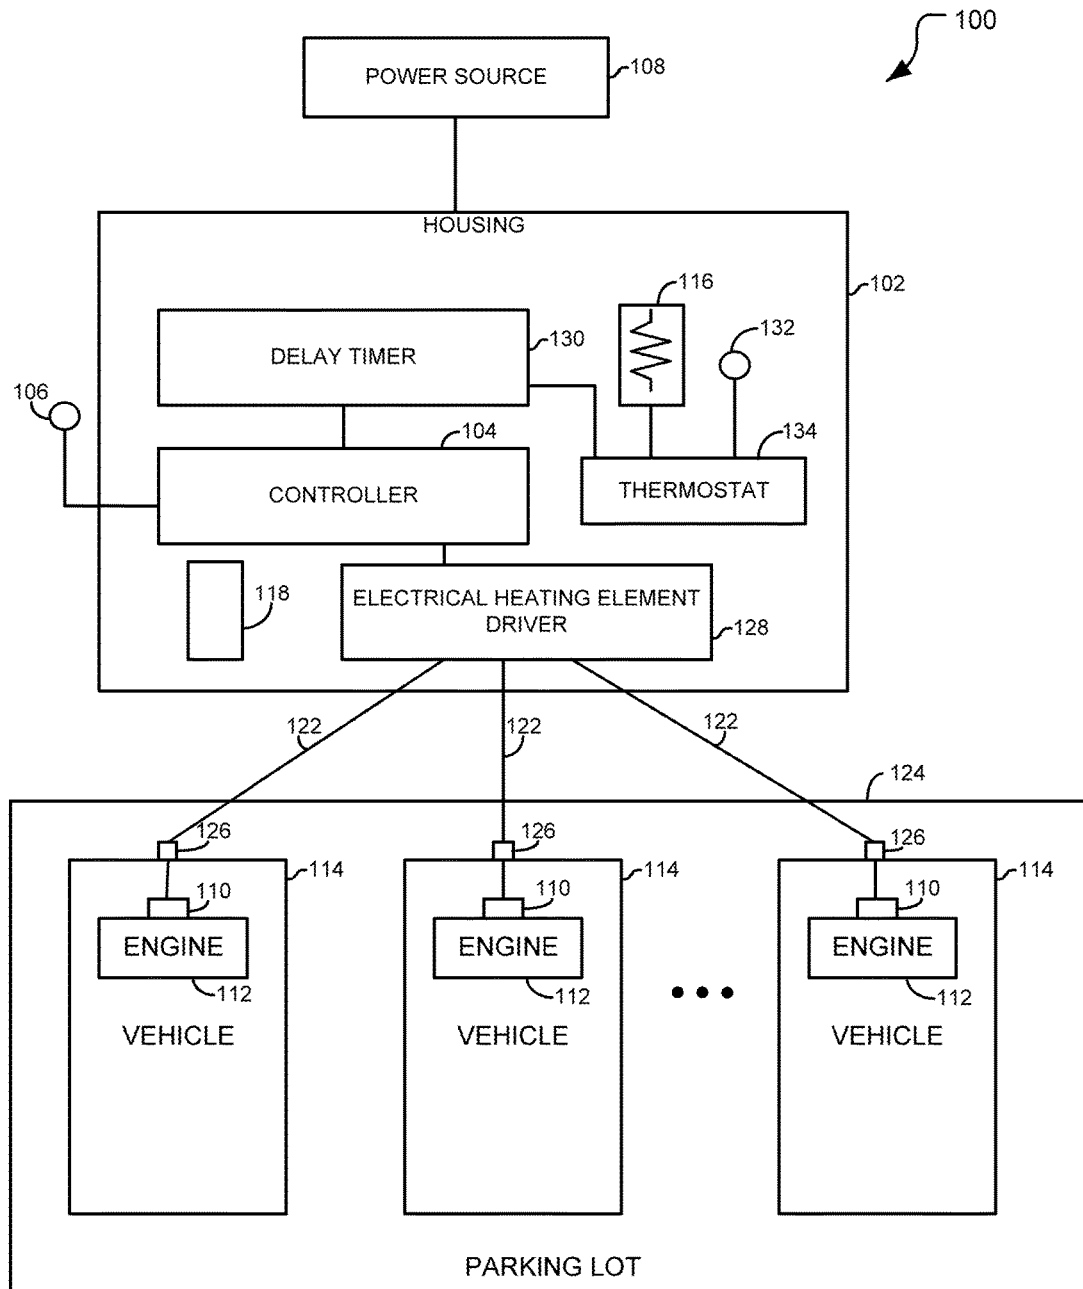 100
POWER SOURCE
108
HOUSING
102
116
132
DELAY TIMER
130
106
104
134
CONTROLLER
THERMOSTAT
118
ELECTRICAL HEATING ELEMENT
DRIVER
128
122
122
122
124
126
126
126
114
114
114
110
110
110
ENGINE
ENGINE
ENGINE
112
112
112
VEHICLE
VEHICLE
VEHICLE
PARKING LOT